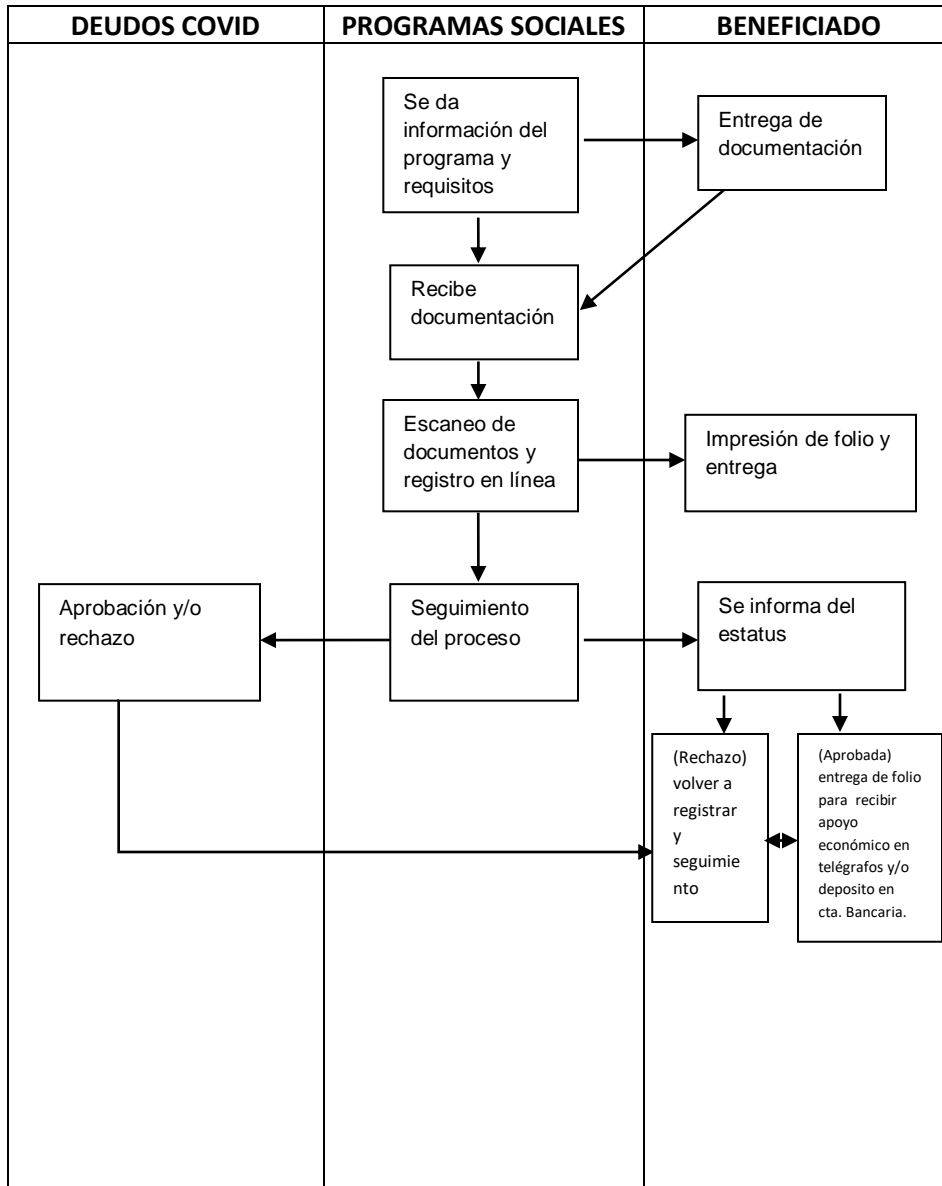 DEUDOS COVID
PROGRAMAS SOCIALES
BENEFICIADO
Se da
información del
programa y
requisitos
Entrega de
documentación
Recibe
documentación
Escaneo de
documentos y
registro en línea
Impresión de folio y
entrega
Aprobación y/o
rechazo
Seguimiento
del proceso
Se informa del
estatus
(Rechazo)
volver a
registrar
y
seguimie
nto
(Aprobada)
entrega de folio
para recibir
apoyo
económico en
telégrafos y/o
deposito en
cta. Bancaria.